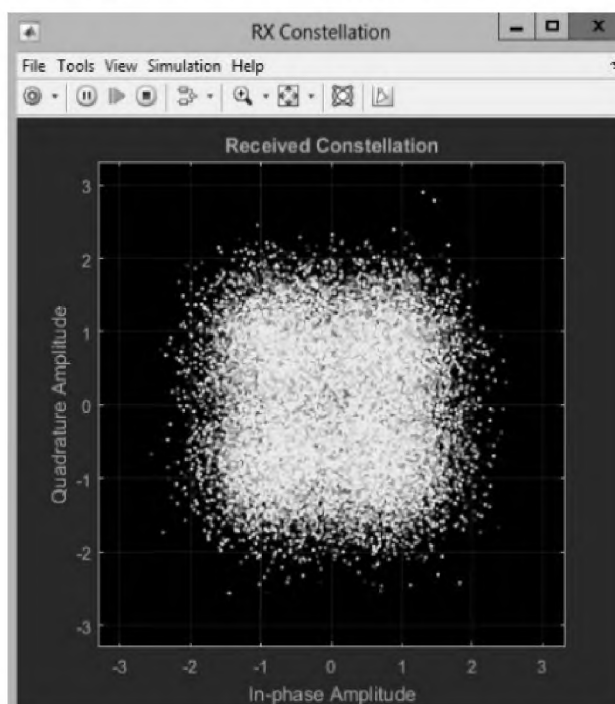 RX Constellation
File Tools View Simulation Help
Received Constellation
Quadrature Amplitude
3
2
1
0
-1
-2
-3
-3 -2 -1 0 1 2 3
In-phase Amplitude